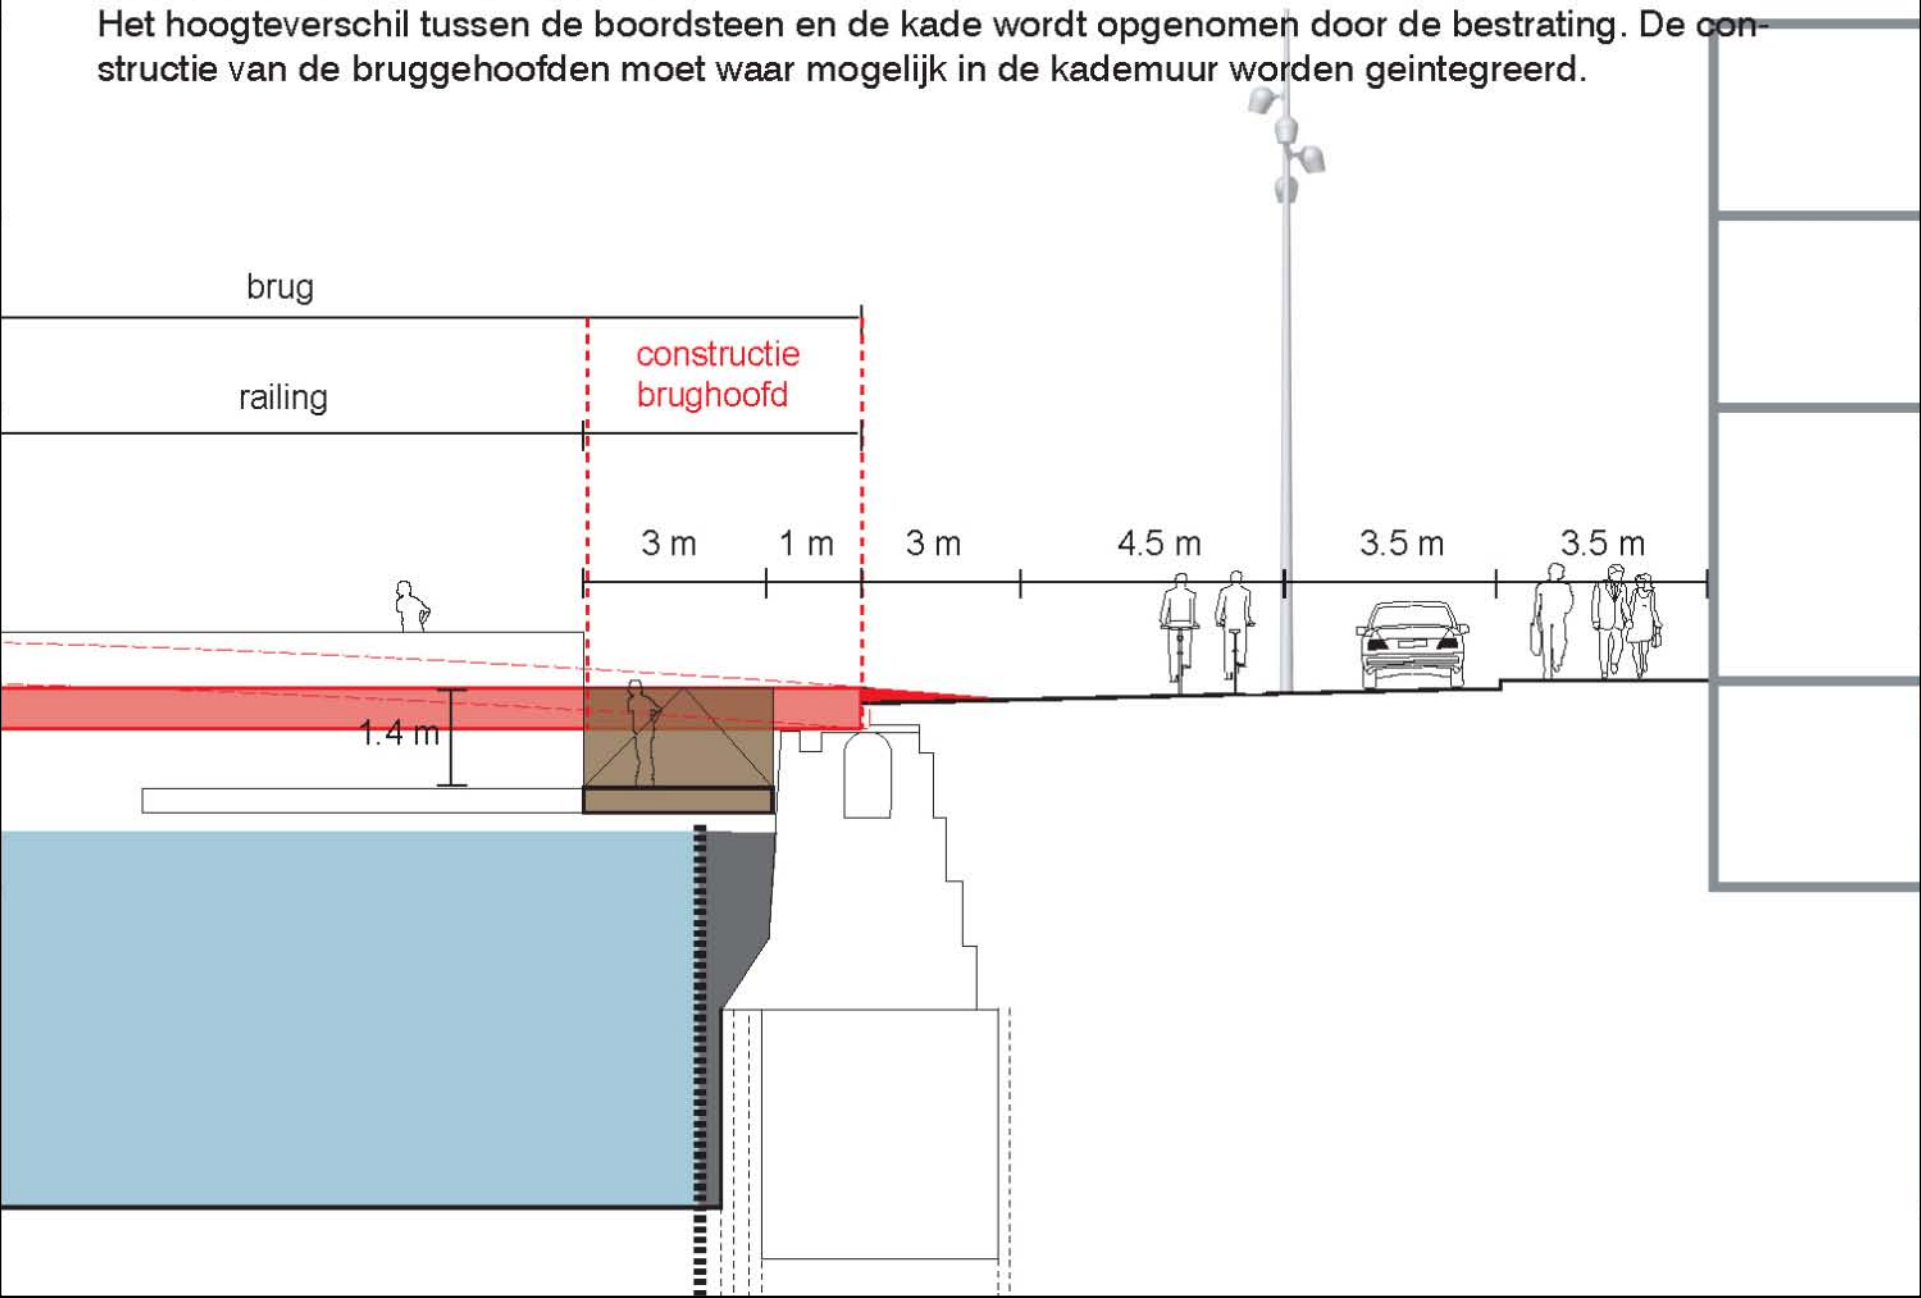 Het hoogteverschil tussen de boordsteen en de kade wordt opgenomen door de bestrating. De con-
structie van de bruggehoofden moet waar mogelijk in de kademuur worden geintegreerd.
brug
constructie
brughoofd
railing
3 m 1 m 3 m 4.5 m 3.5 m 3.5 m
1.4 m